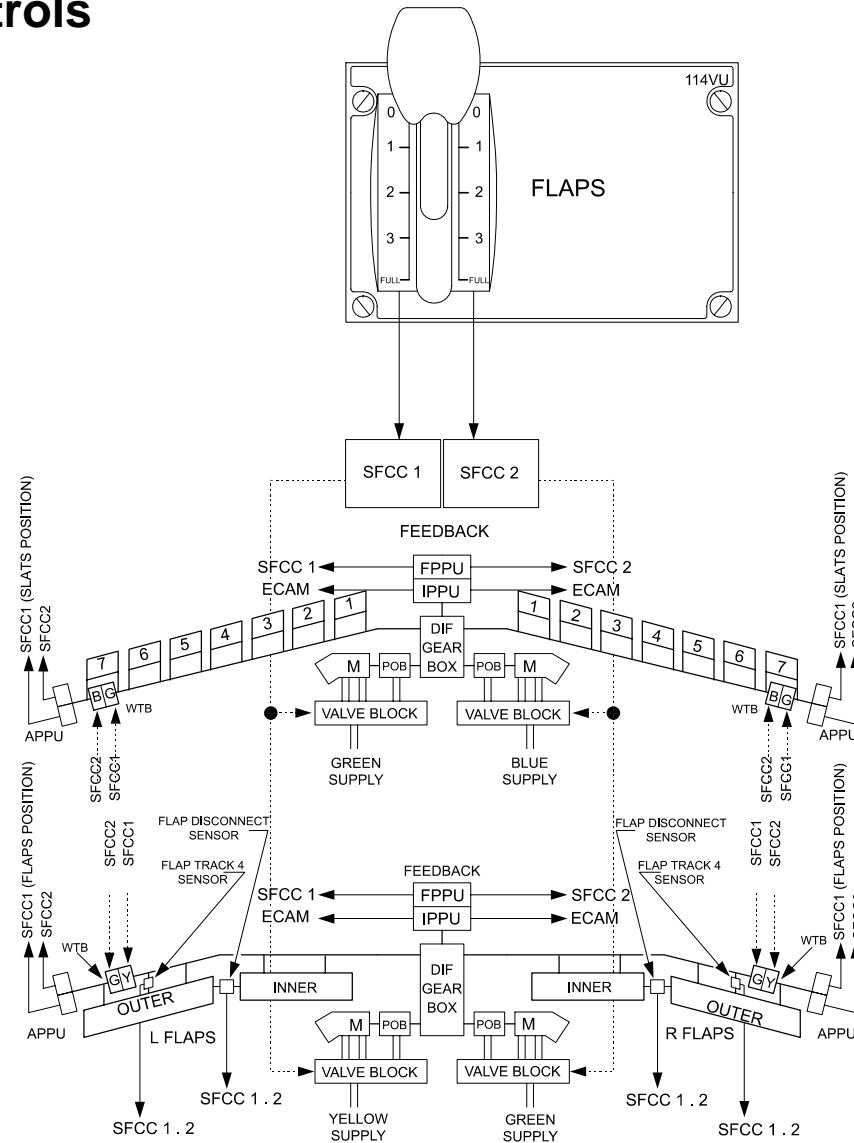 trols
114VU
FLAPS
0 0
1 1
2 2
3 3
FULL FULL
SFCC 1 SFCC 2
FEEDBACK
SFCC 1 FPPU SFCC 2
ECAM IPPU ECAM
7 6 5 4 3 2 1
1 2 3 4 5 6 7
DIF
GEAR
BOX
M POB POB M
VALVE BLOCK VALVE BLOCK
GREEN
SUPPLY
BLUE
SUPPLY
SFCC1 (SLATS POSITION)
SFCC2
APPU
B G
WTB
SFCC2
SFCC1
WTB
B G
SFCC2
SFCC1
APPU
SFCC1 (SLATS POSITION)
SFCC1 (FLAPS POSITION)
SFCC2
SFCC2
SFCC1
FLAP DISCONNECT
SENSOR
FLAP TRACK 4
SENSOR
FLAP DISCONNECT
SENSOR
FLAP TRACK 4
SENSOR
SFCC1
SFCC2
SFCC1 (FLAPS POSITION)
FEEDBACK
SFCC 1 FPPU SFCC 2
ECAM IPPU ECAM
WTB
G Y
APPU
OUTER
L FLAPS
INNER
DIF
GEAR
BOX
INNER
OUTER
R FLAPS
G Y
WTB
APPU
M POB POB M
VALVE BLOCK VALVE BLOCK
YELLOW
SUPPLY
GREEN
SUPPLY
SFCC 1 . 2
SFCC 1 . 2
SFCC 1 . 2
SFCC 1 . 2